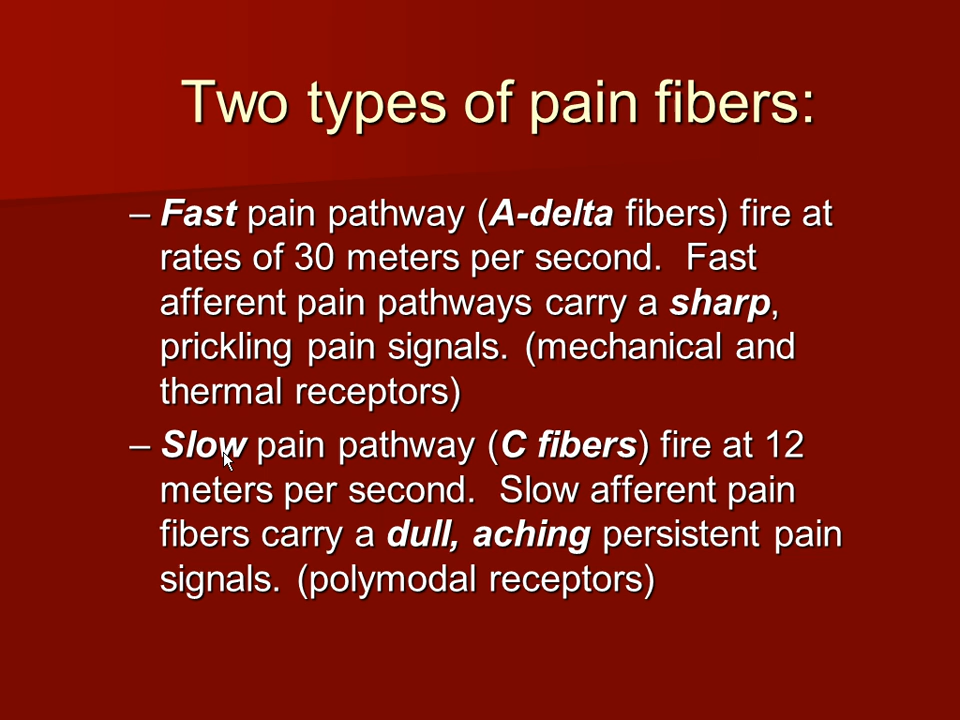 Two types of pain fibers:
– Fast pain pathway (A-delta fibers) fire at
rates of 30 meters per second.  Fast
afferent pain pathways carry a sharp,
prickling pain signals. (mechanical and
thermal receptors)
– Slow pain pathway (C fibers) fire at 12
meters per second.  Slow afferent pain
fibers carry a dull, aching persistent pain
signals. (polymodal receptors)